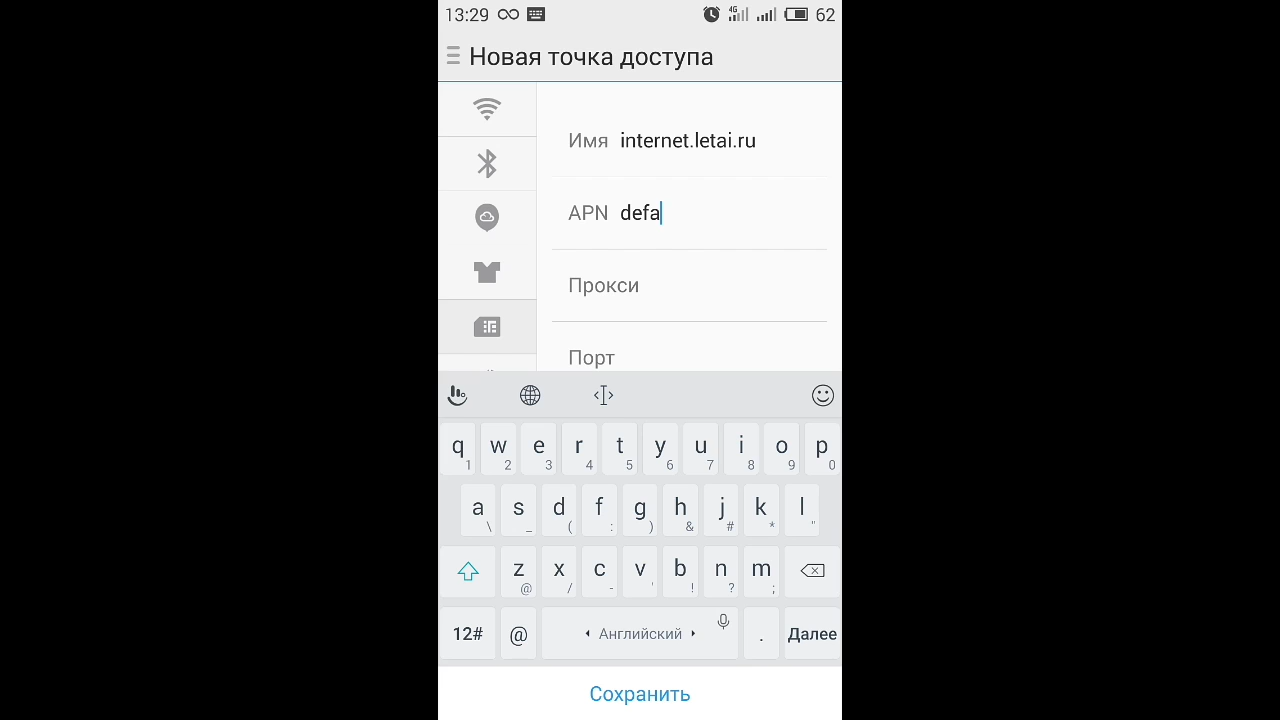 13:29 4G 62
Новая точка доступа
Имя internet.letai.ru
APN defa
Прокси
Порт
q 1 w 2 e 3 r 4 t 5 y 6 u 7 i 8 o 9 p 0
a \ s _ d ( f : g ) h & j # k * l "
z @ x / c - v ' b ! n ? m ;
12# @ Английский . Далее
Сохранить